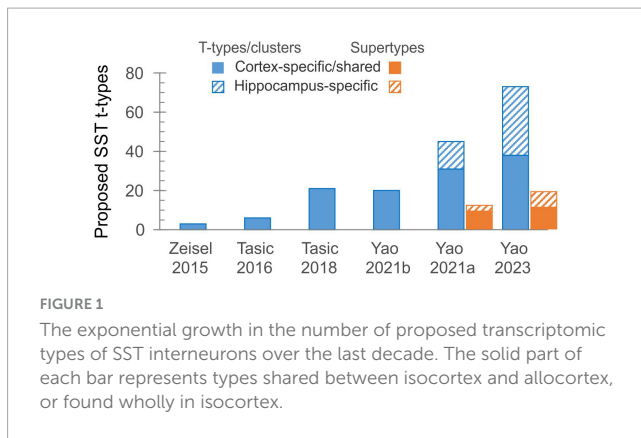 T-types/clusters Supertypes
Cortex-specific/shared
Hippocampus-specific
Proposed SST t-types
80
60
40
20
0
Zeisel Tasic Tasic Yao Yao Yao
2015 2016 2018 2021b 2021a 2023
FIGURE 1
The exponential growth in the number of proposed transcriptomic
types of SST interneurons over the last decade. The solid part of
each bar represents types shared between isocortex and allocortex,
or found wholly in isocortex.